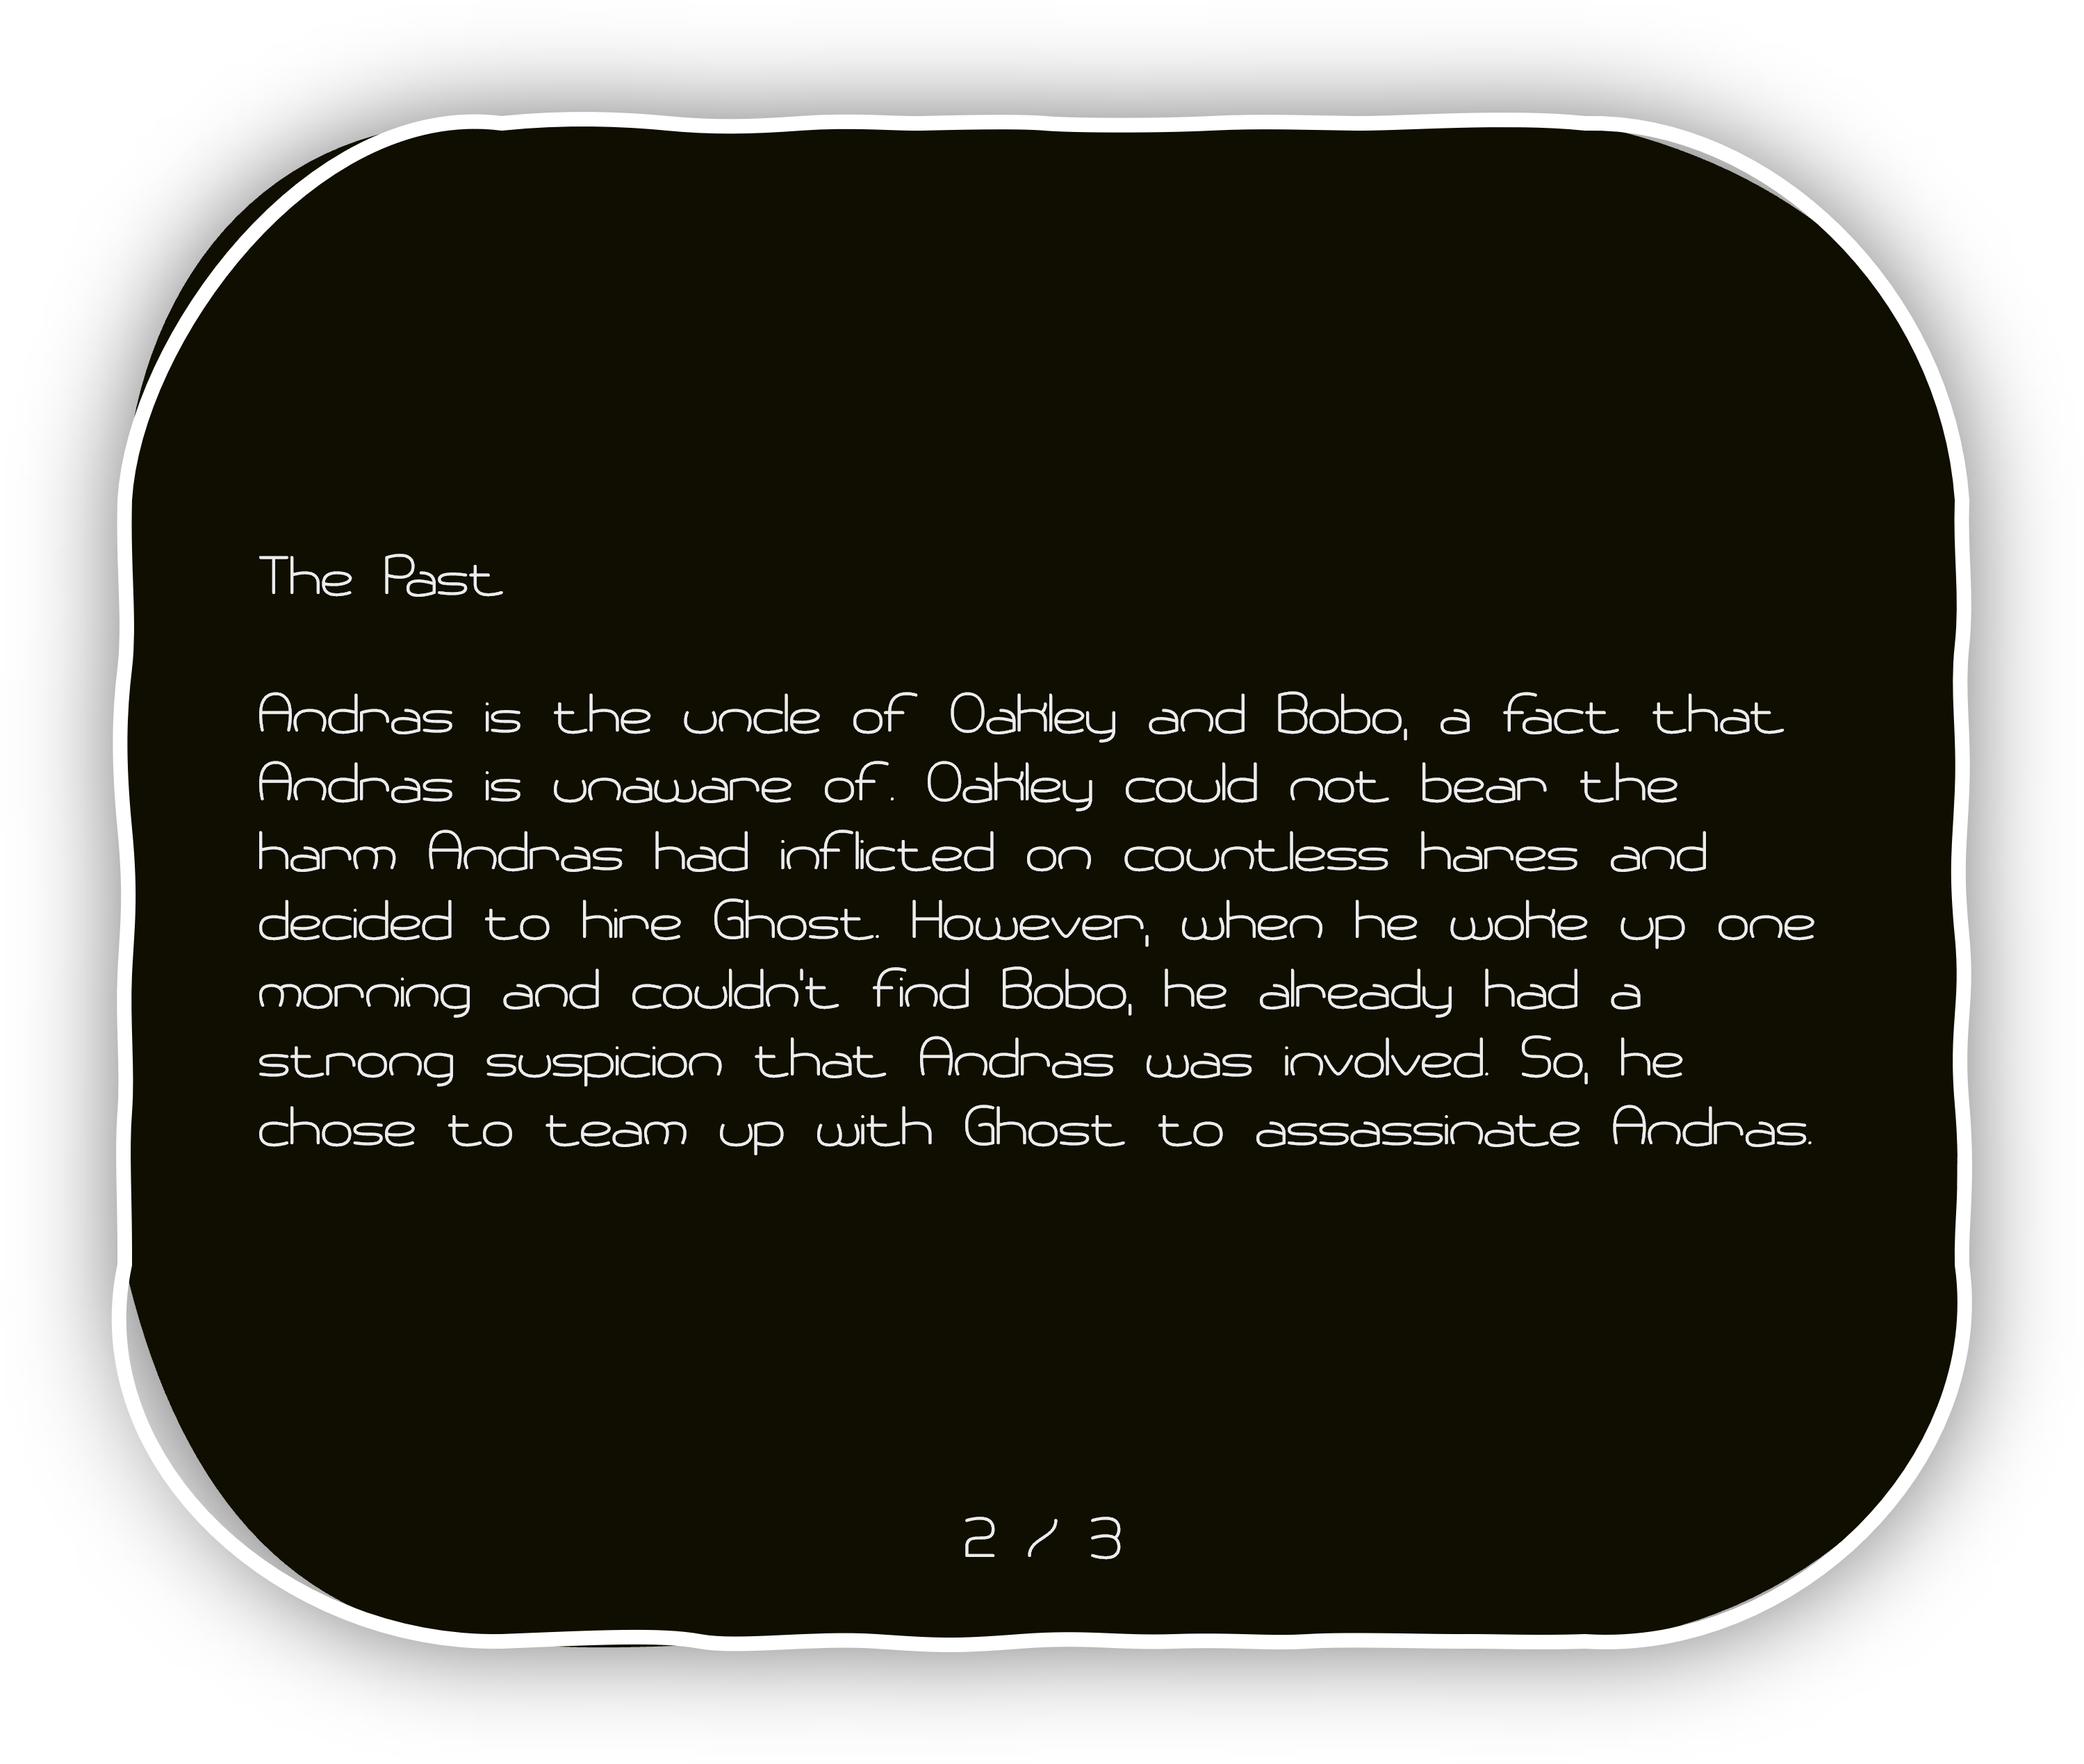 The Past
Andras is the uncle of Oakley and Bobo, a fact that
Andras is unaware of. Oakley could not bear the
harm Andras had inflicted on countless hares and
decided to hire Ghost. However, when he woke up one
morning and couldn't find Bobo, he already had a
strong suspicion that Andras was involved. So, he
chose to team up with Ghost to assassinate Andras.
2 / 3